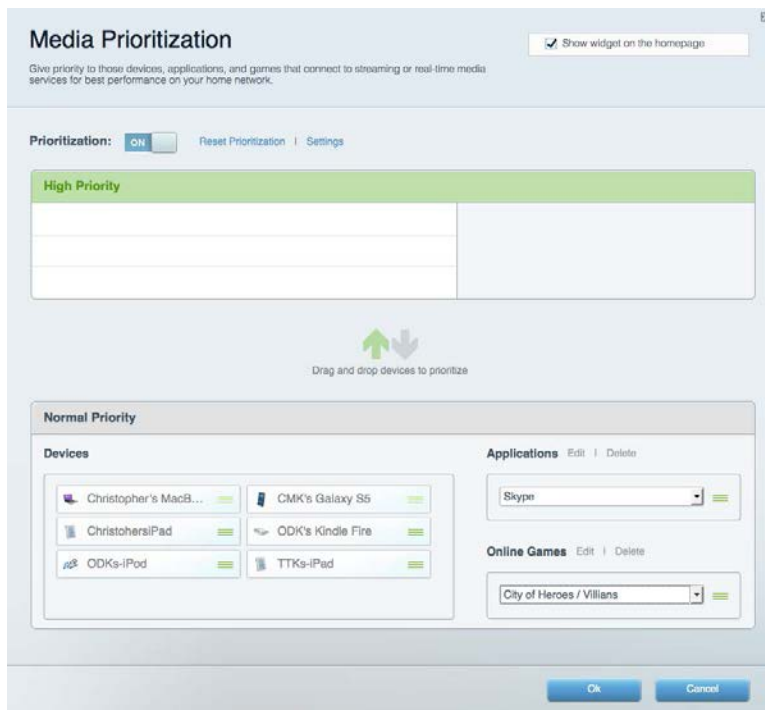 Media Prioritization
Show widget on the homepage
Give priority to those devices, applications, and games that connect to streaming or real-time media
services for best performance on your home network.
Prioritization: ON Reset Prioritization | Settings
High Priority
Drag and drop devices to prioritize
Normal Priority
Devices
Christopher's MacB...
CMK's Galaxy S5
ChristohersiPad
ODK's Kindle Fire
ODKs-iPod
TTKs-iPad
Applications Edit | Delete
Skype
Online Games Edit | Delete
City of Heroes / Villians
Ok
Cancel